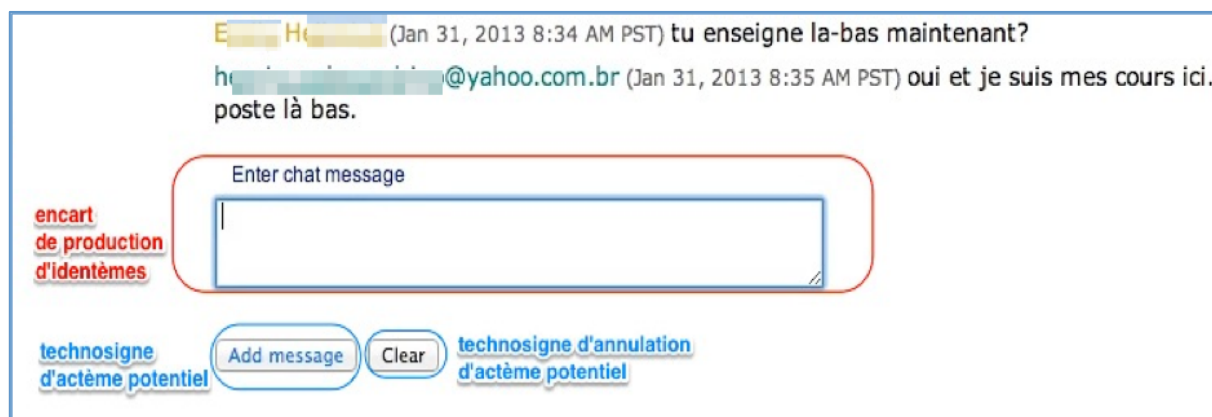 E H (Jan 31, 2013 8:34 AM PST) tu enseigne la-bas maintenant?
he @yahoo.com.br (Jan 31, 2013 8:35 AM PST) oui et je suis mes cours ici.
poste là bas.
Enter chat message
encart
de production
d'identèmes
technosigne
d'actème potentiel
Add message
Clear
technosigne d'annulation
d'actème potentiel